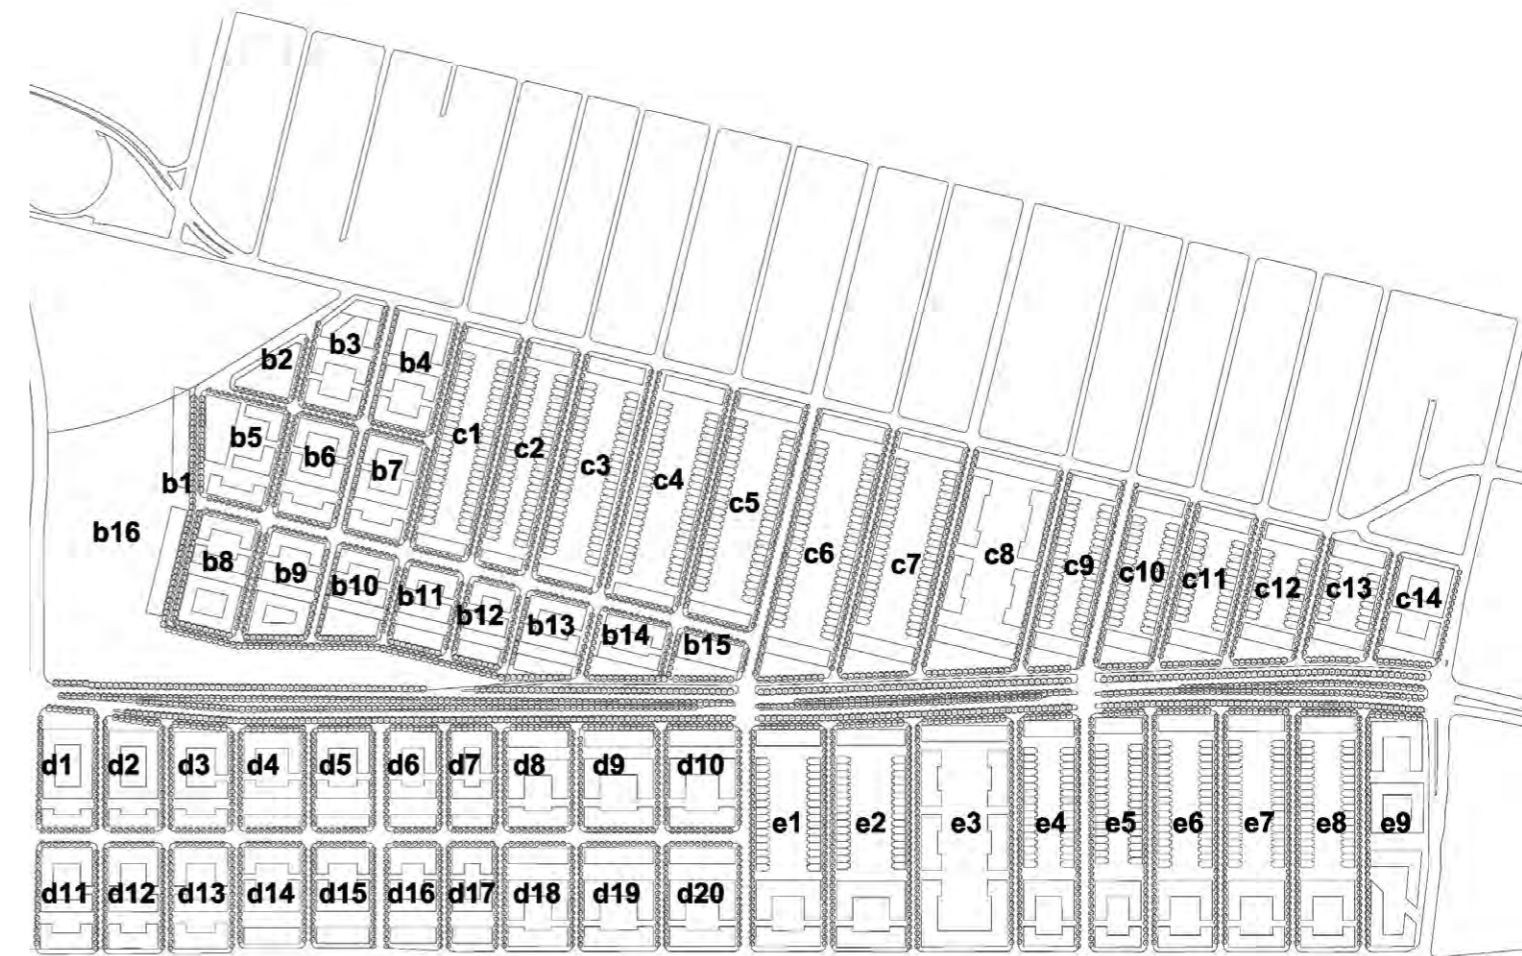 b3
b2
b4
b5
b6
b7
c1
c2
c3
c4
c5
b1
b16
b8
b9
b10
b11
b12
b13
b14
b15
c6
c7
c8
c9
c10
c11
c12
c13
c14
d1 d2 d3 d4 d5 d6 d7 d8 d9 d10
e1 e2 e3 e4 e5 e6 e7 e8 e9
d11 d12 d13 d14 d15 d16 d17 d18 d19 d20